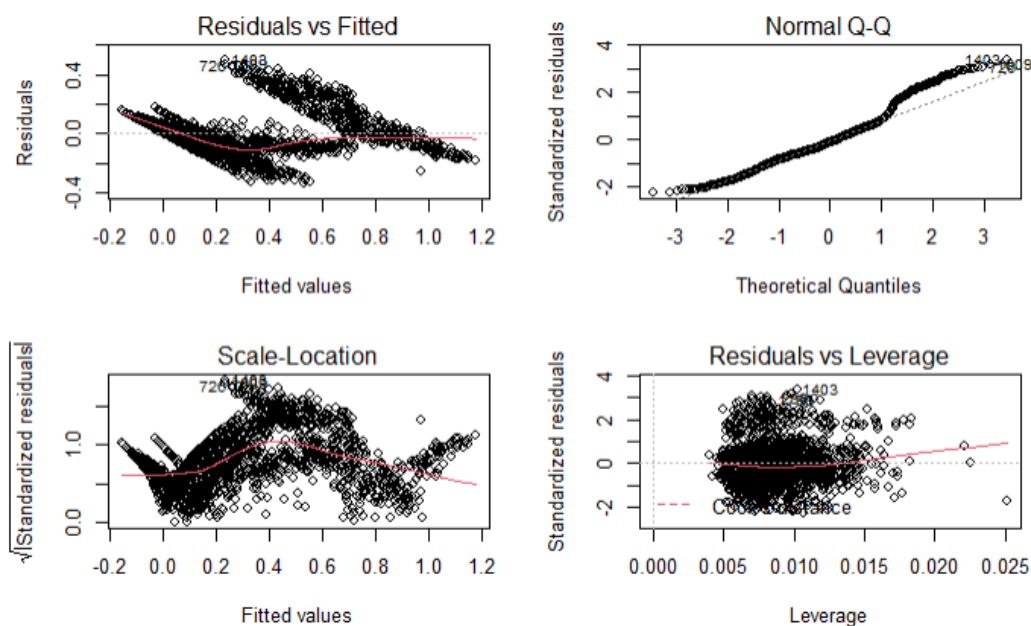 Residuals vs Fitted
Residuals
0.4
0.0
-0.4
1403
-0.2 0.0 0.2 0.4 0.6 0.8 1.0 1.2
Fitted values
Normal Q-Q
Standardized residuals
4
2
0
-2
1403
-3 -2 -1 0 1 2 3
Theoretical Quantiles
Scale-Location
√|Standardized residuals|
1.0
0.0
1403
-0.2 0.0 0.2 0.4 0.6 0.8 1.0 1.2
Fitted values
Residuals vs Leverage
Standardized residuals
4
2
0
-2
1403
0.000 0.005 0.010 0.015 0.020 0.025
Leverage